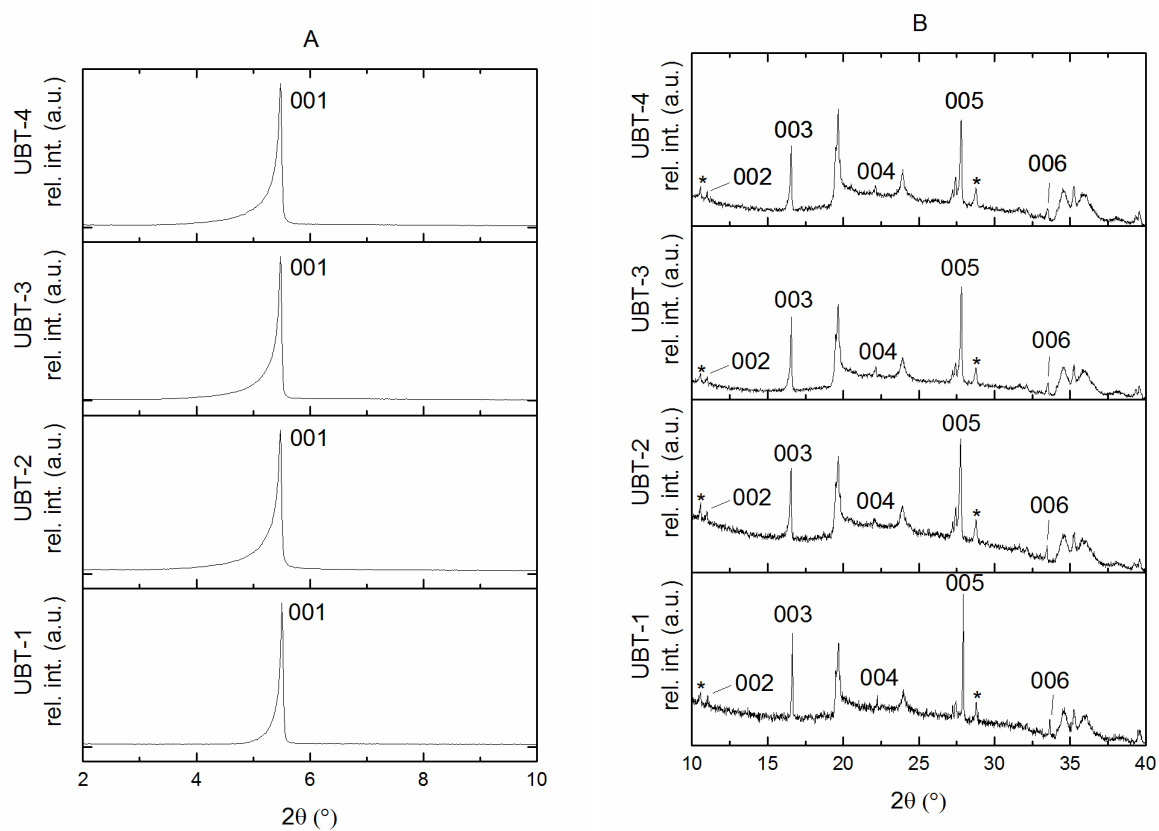 A
UBT-4
rel. int. (a.u.)
001
UBT-3
rel. int. (a.u.)
001
UBT-2
rel. int. (a.u.)
001
UBT-1
rel. int. (a.u.)
001
2 4 6 8 10
2θ (°)
B
UBT-4
rel. int. (a.u.)
* 002 003 004 005 * 006
UBT-3
rel. int. (a.u.)
* 002 003 004 005 * 006
UBT-2
rel. int. (a.u.)
* 002 003 004 005 * 006
UBT-1
rel. int. (a.u.)
* 002 003 004 005 * 006
10 15 20 25 30 35 40
2θ (°)